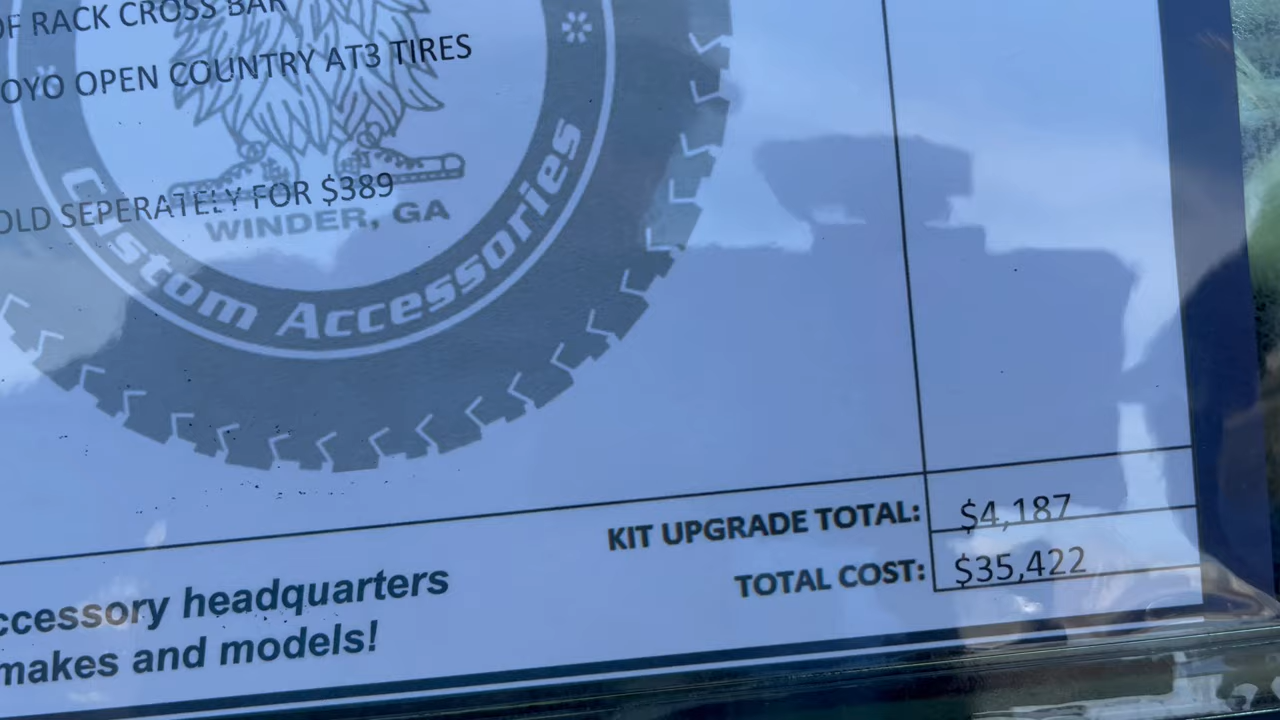 OF RACK CROSS BAR
OYO OPEN COUNTRY AT3 TIRES
OLD SEPERATELY FOR $389
WINDER, GA
Custom Accessories
KIT UPGRADE TOTAL: $4,187
TOTAL COST: $35,422
ccessory headquarters
makes and models!